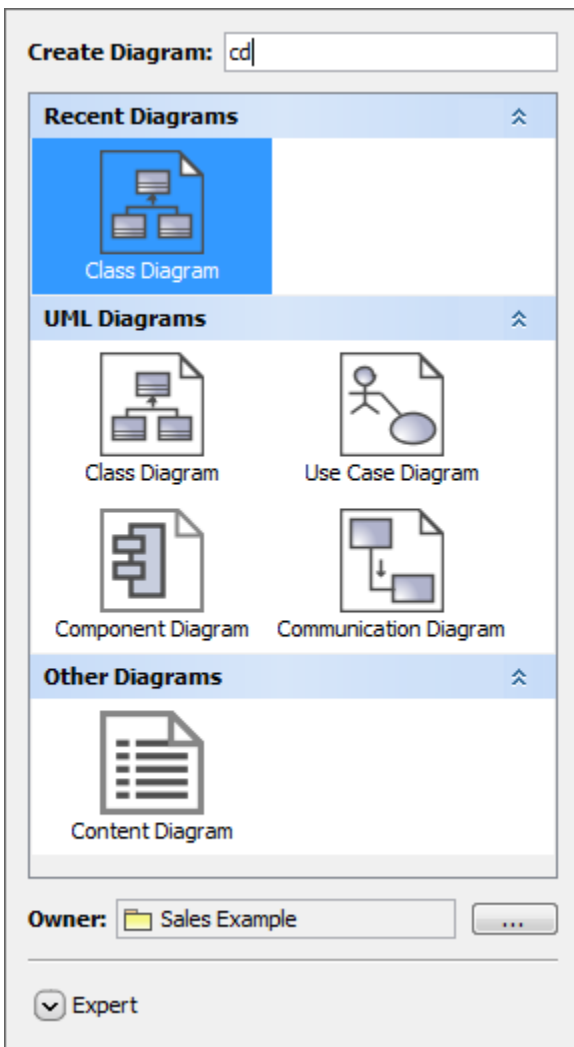 Create Diagram: cd
Recent Diagrams
Class Diagram
UML Diagrams
Class Diagram Use Case Diagram
Component Diagram Communication Diagram
Other Diagrams
Content Diagram
Owner: Sales Example ...
Expert